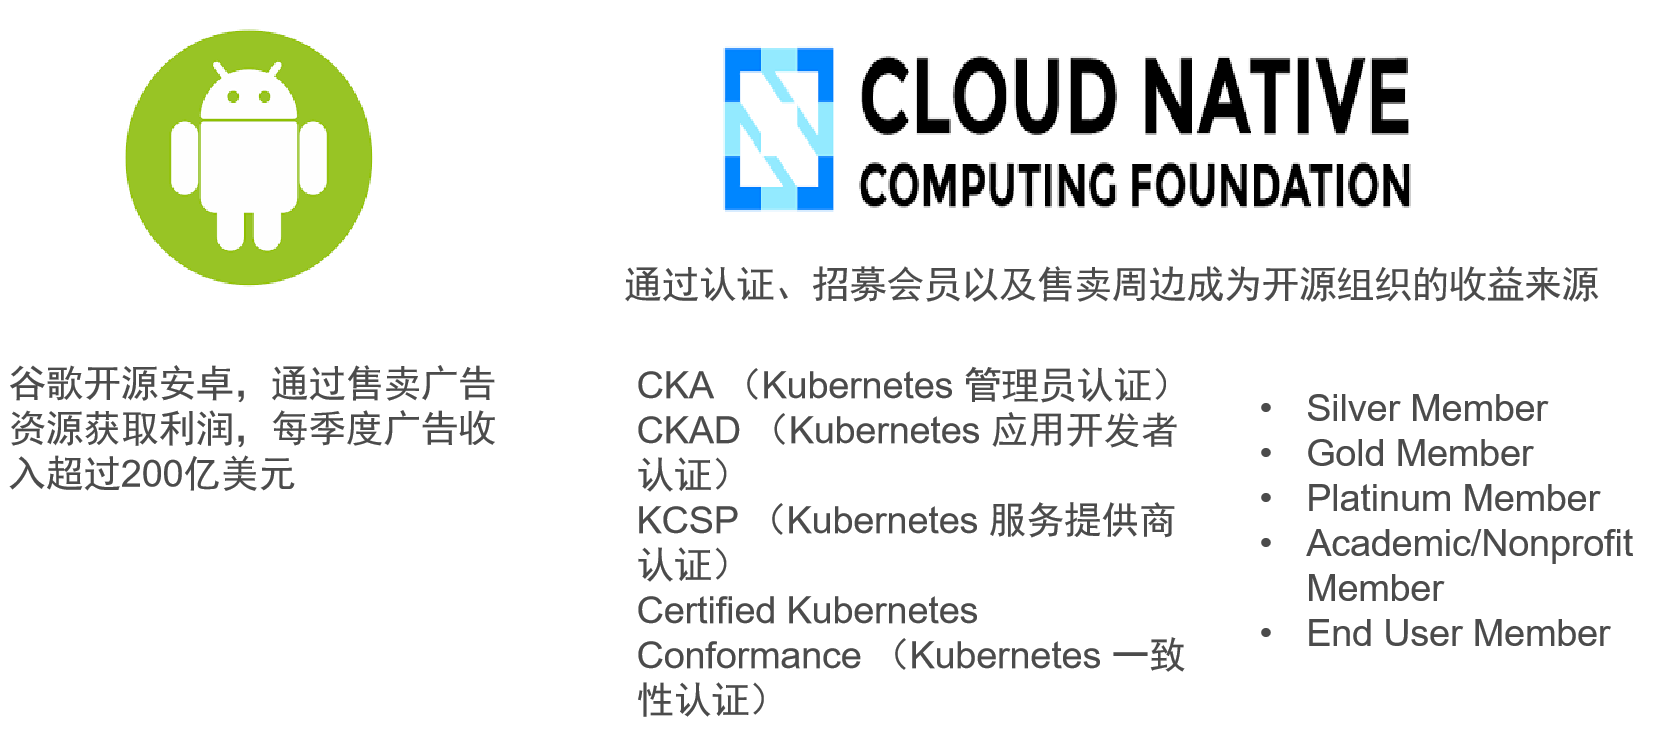 CLOUD NATIVE
COMPUTING FOUNDATION
通过认证、招募会员以及售卖周边成为开源组织的收益来源
谷歌开源安卓，通过售卖广告
资源获取利润，每季度广告收
入超过200亿美元
CKA （Kubernetes 管理员认证）
CKAD （Kubernetes 应用开发者
认证）
KCSP （Kubernetes 服务提供商
认证）
Certified Kubernetes
Conformance （Kubernetes 一致
性认证）
• Silver Member
• Gold Member
• Platinum Member
• Academic/Nonprofit
Member
• End User Member